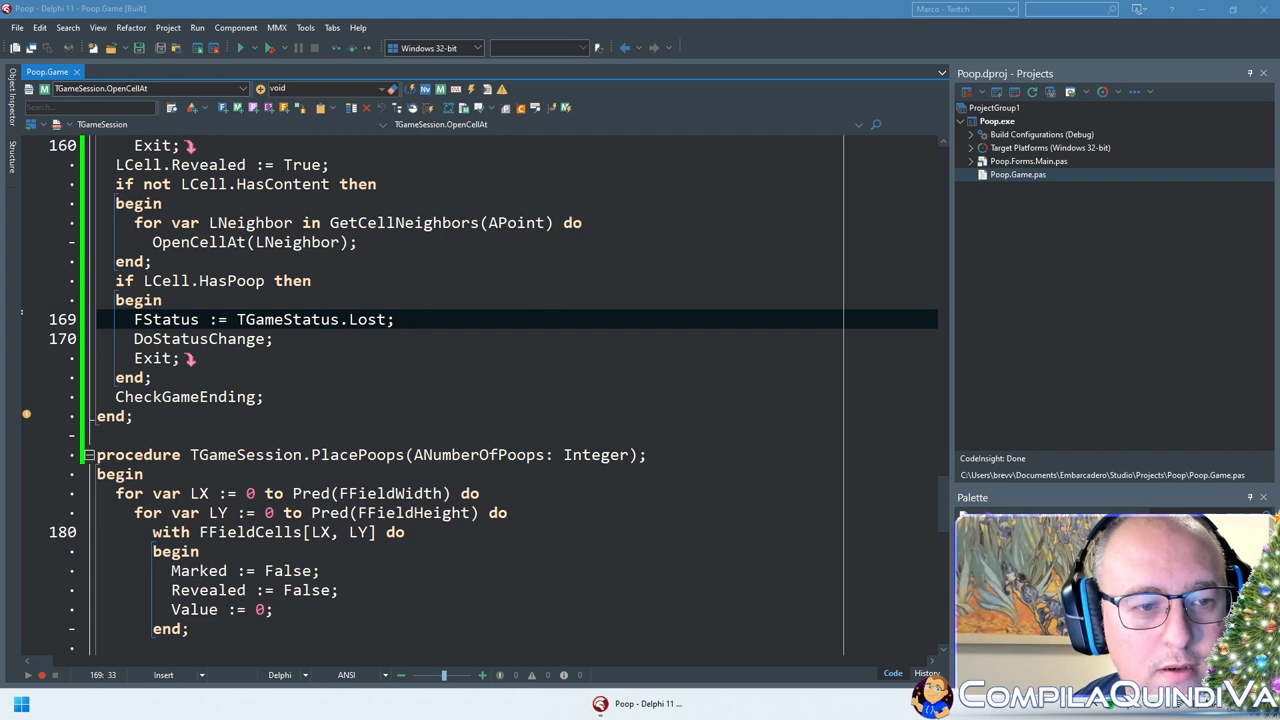 Poop - Delphi 11 - Poop.Game [Built]
Marco - Twitch
File Edit Search View Refactor Project Run Component MMX Tools Tabs Help
Windows 32-bit
Poop.Game
Poop.dproj - Projects
TGameSession.OpenCellAt
void
Search...
TGameSession
TGameSession.OpenCellAt
ProjectGroup1
Poop.exe
Build Configurations (Debug)
Target Platforms (Windows 32-bit)
Poop.Forms.Main.pas
Poop.Game.pas
Object Inspector
Structure
160 Exit;
LCell.Revealed := True;
if not LCell.HasContent then
begin
for var LNeighbor in GetCellNeighbors(APoint) do
OpenCellAt(LNeighbor);
end;
if LCell.HasPoop then
begin
169 FStatus := TGameStatus.Lost;
170 DoStatusChange;
Exit;
end;
CheckGameEnding;
end;
procedure TGameSession.PlacePoops(ANumberOfPoops: Integer);
begin
for var LX := 0 to Pred(FFieldWidth) do
for var LY := 0 to Pred(FFieldHeight) do
180 with FFieldCells[LX, LY] do
begin
Marked := False;
Revealed := False;
Value := 0;
end;
CodeInsight: Done
C:\Users\brevv\Documents\Embarcadero\Studio\Projects\Poop\Poop.Game.pas
Palette
169: 33 Insert Delphi ANSI 0 0 0 Code History
Poop - Delphi 11 ...
COMPILAQUINDIVA